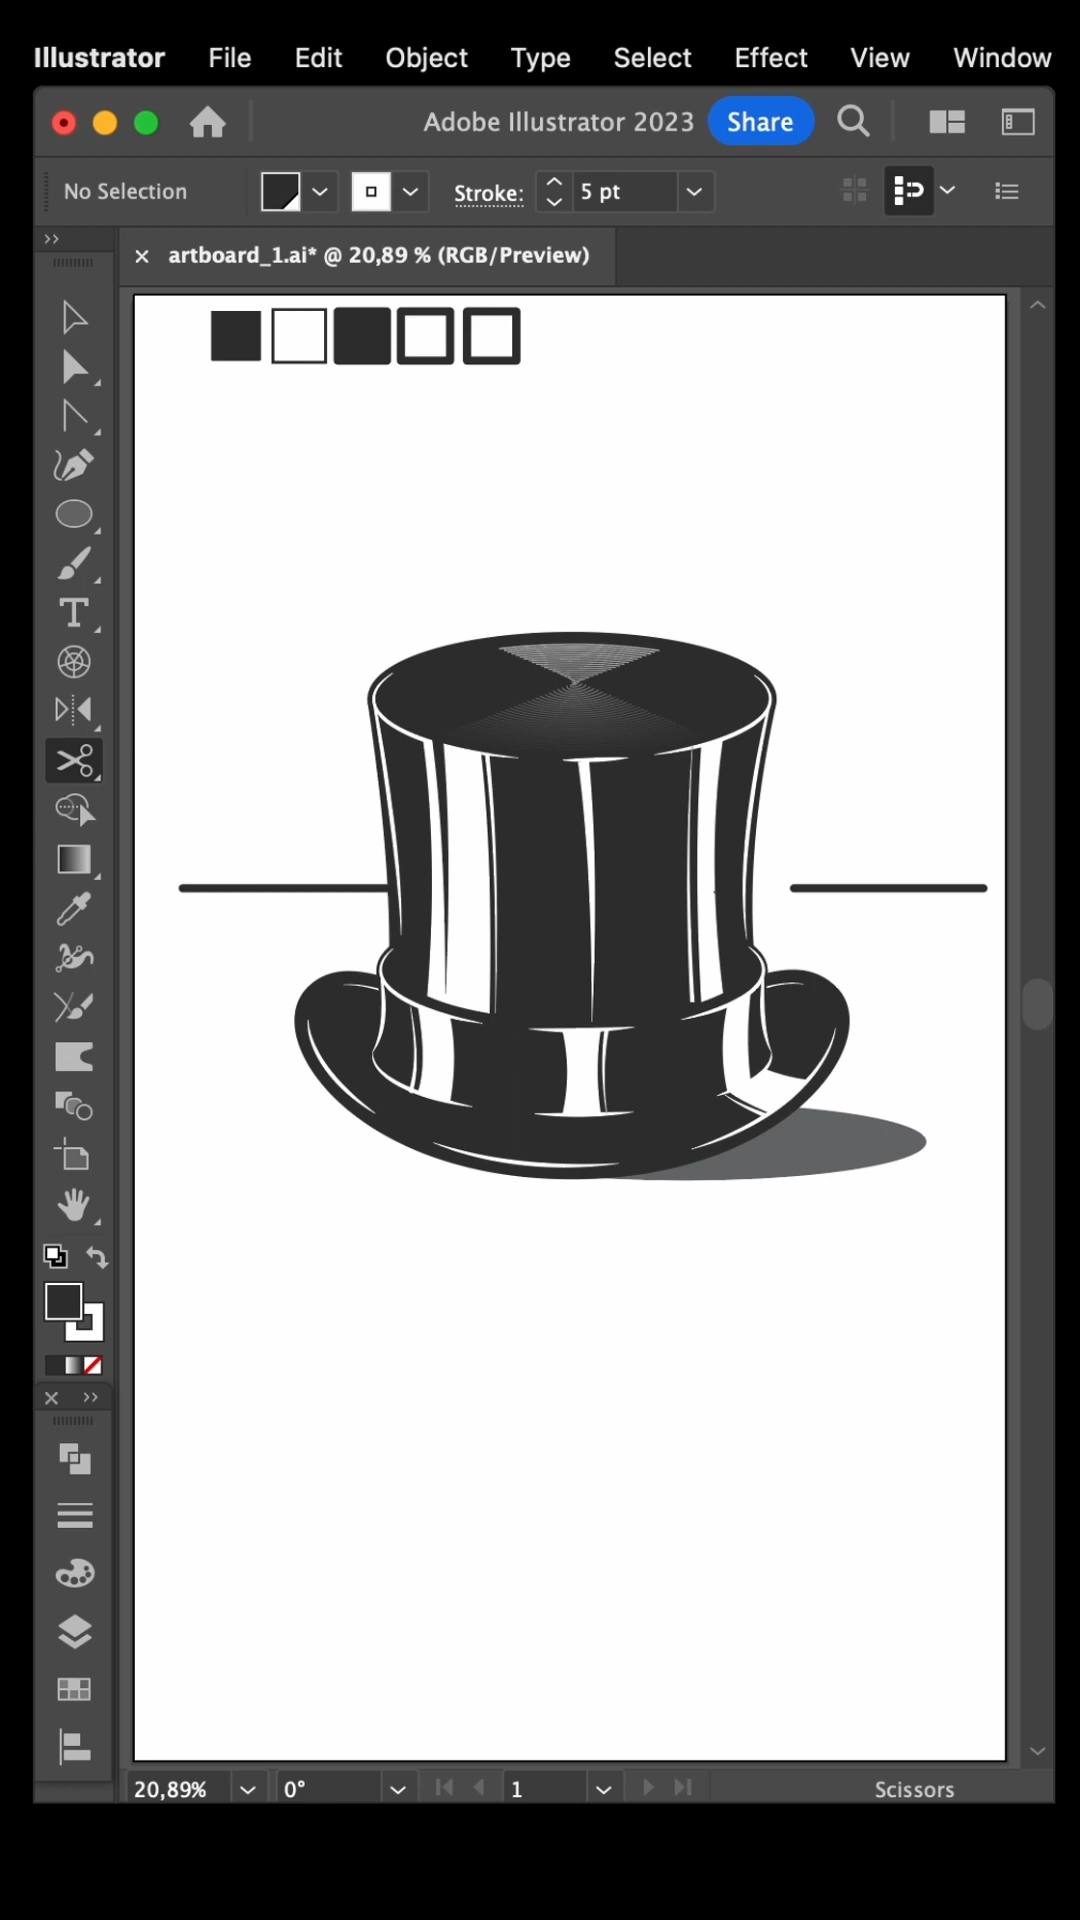 Illustrator File Edit Object Type Select Effect View Window
Adobe Illustrator 2023 Share
No Selection Stroke: 5 pt
artboard_1.ai* @ 20,89 % (RGB/Preview)
20,89% 0° 1 Scissors